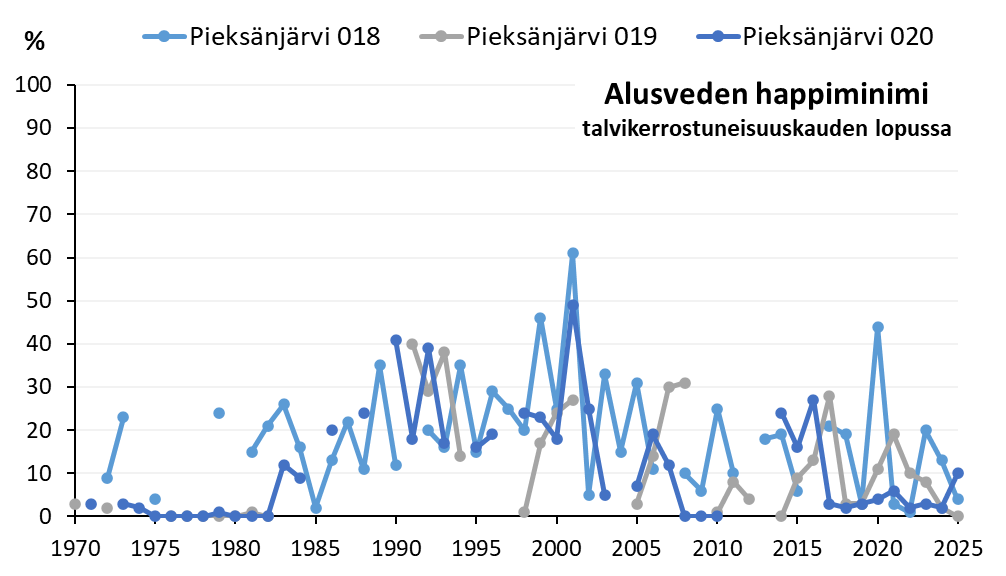 % Pieksänjärvi 018 Pieksänjärvi 019 Pieksänjärvi 020
Alusveden happiminimi
talvikerrostuneisuuskauden lopussa
100
90
80
70
60
50
40
30
20
10
0
1970 1975 1980 1985 1990 1995 2000 2005 2010 2015 2020 2025